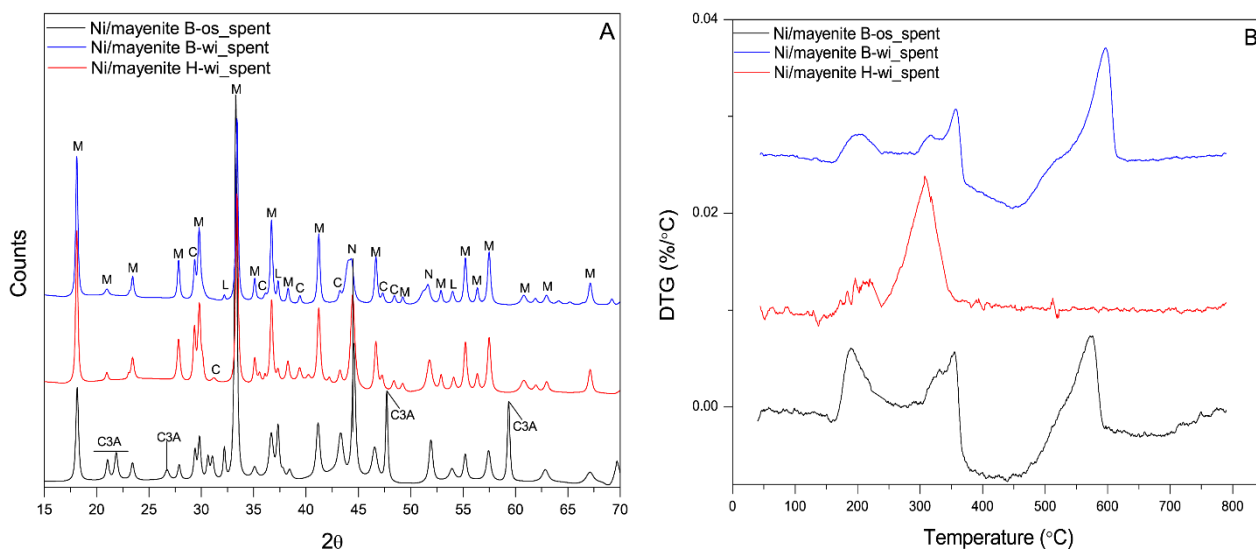 Ni/mayenite B-os_spent
Ni/mayenite B-wi_spent
Ni/mayenite H-wi_spent
A
M
M
M
M
C
M
L
M
M
C
M
L
M
C
M
C
N
M
C
C
M
N
M
L
M
M
M
M
M
M
C
C3A
C3A
C3A
C3A
Counts
15 20 25 30 35 40 45 50 55 60 65 70
2θ
Ni/mayenite B-os_spent
Ni/mayenite B-wi_spent
Ni/mayenite H-wi_spent
B
0.04
0.02
0.00
DTG (%/°C)
0 100 200 300 400 500 600 700 800
Temperature (°C)